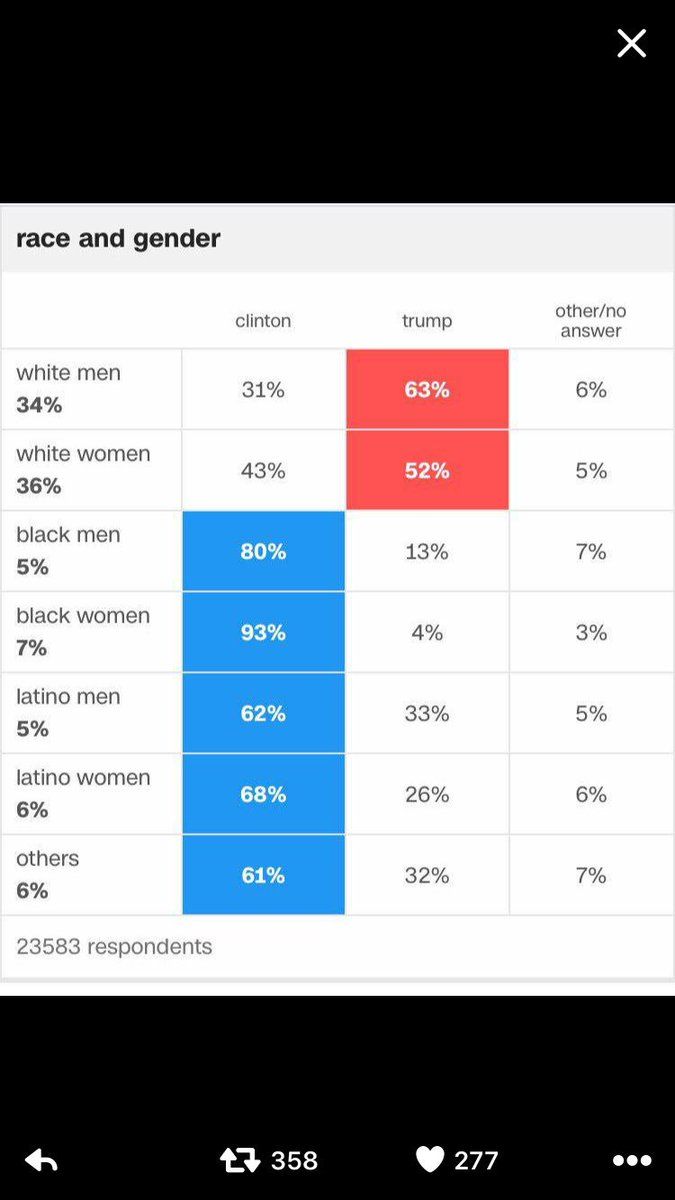 race and gender
clinton trump other/no
answer
white men
34% 31% 63% 6%
white women
36% 43% 52% 5%
black men
5% 80% 13% 7%
black women
7% 93% 4% 3%
latino men
5% 62% 33% 5%
latino women
6% 68% 26% 6%
others
6% 61% 32% 7%
23583 respondents
358 277